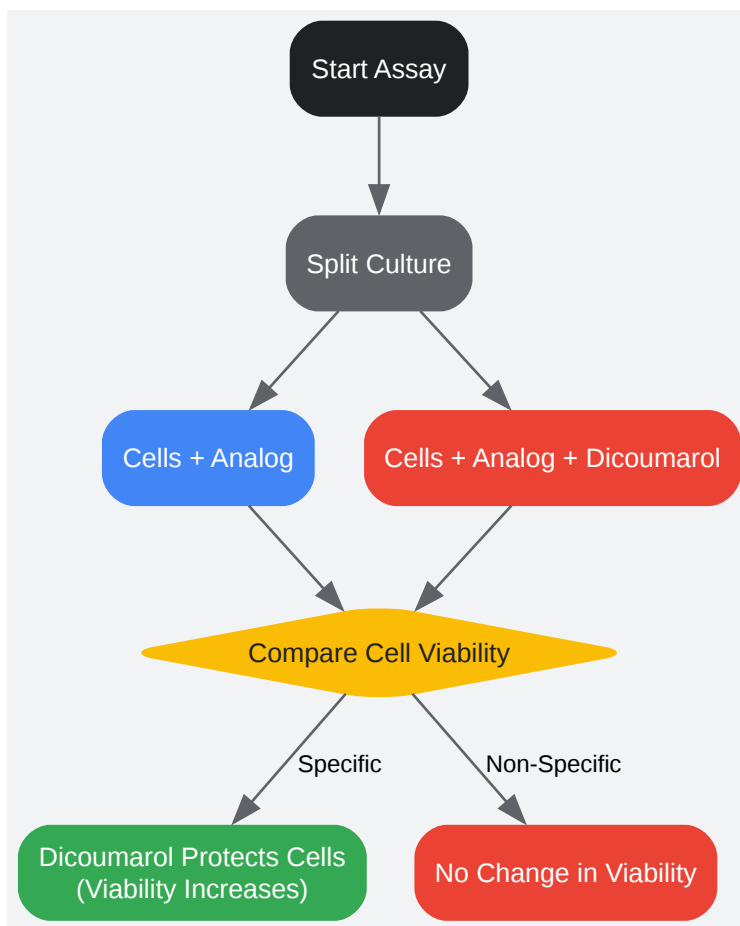 Start Assay
Split Culture
Cells + Analog
Cells + Analog + Dicoumarol
Compare Cell Viability
Specific
Non-Specific
Dicoumarol Protects Cells
(Viability Increases)
No Change in Viability